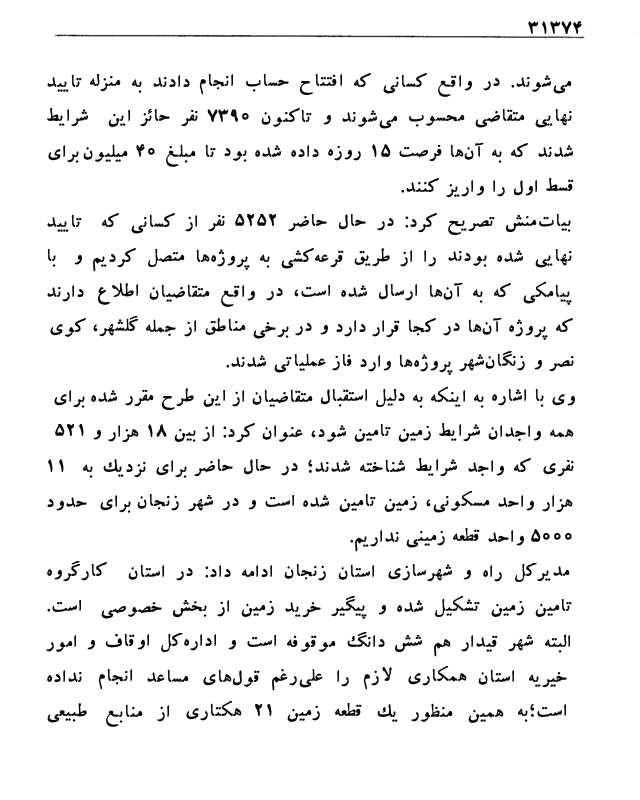 ۳۱۳۷۴
می‌شوند. در واقع کسانی که افتتاح حساب انجام دادند به منزله تایید
نهایی متقاضی محسوب می‌شوند و تاکنون ۷۳۹۰ نفر حائز این شرایط
شدند که به آن‌ها فرصت ۱۵ روزه داده شده بود تا مبلغ ۴۰ میلیون برای
قسط اول را واریز کنند.
بیات‌منش تصریح کرد: در حال حاضر ۵۲۵۲ نفر از کسانی که تایید
نهایی شده بودند را از طریق قرعه‌کشی به پروژه‌ها متصل کردیم و با
پیامکی که به آن‌ها ارسال شده است، در واقع متقاضیان اطلاع دارند
که پروژه آن‌ها در کجا قرار دارد و در برخی مناطق از جمله گلشهر، کوی
نصر و زنگان‌شهر پروژه‌ها وارد فاز عملیاتی شدند.
وی با اشاره به اینکه به دلیل استقبال متقاضیان از این طرح مقرر شده برای
همه واجدان شرایط زمین تامین شود، عنوان کرد: از بین ۱۸ هزار و ۵۲۱
نفری که واجد شرایط شناخته شدند؛ در حال حاضر برای نزدیك به ۱۱
هزار واحد مسکونی، زمین تامین شده است و در شهر زنجان برای حدود
۵۰۰۰ واحد قطعه زمینی نداریم.
مدیرکل راه و شهرسازی استان زنجان ادامه داد: در استان کارگروه
تامین زمین تشکیل شده و پیگیر خرید زمین از بخش خصوصی است.
البته شهر قیدار هم شش دانگ موقوفه است و اداره‌کل اوقاف و امور
خیریه استان همکاری لازم را علی‌رغم قول‌های مساعد انجام نداده
است؛به همین منظور یك قطعه زمین ۲۱ هکتاری از منابع طبیعی